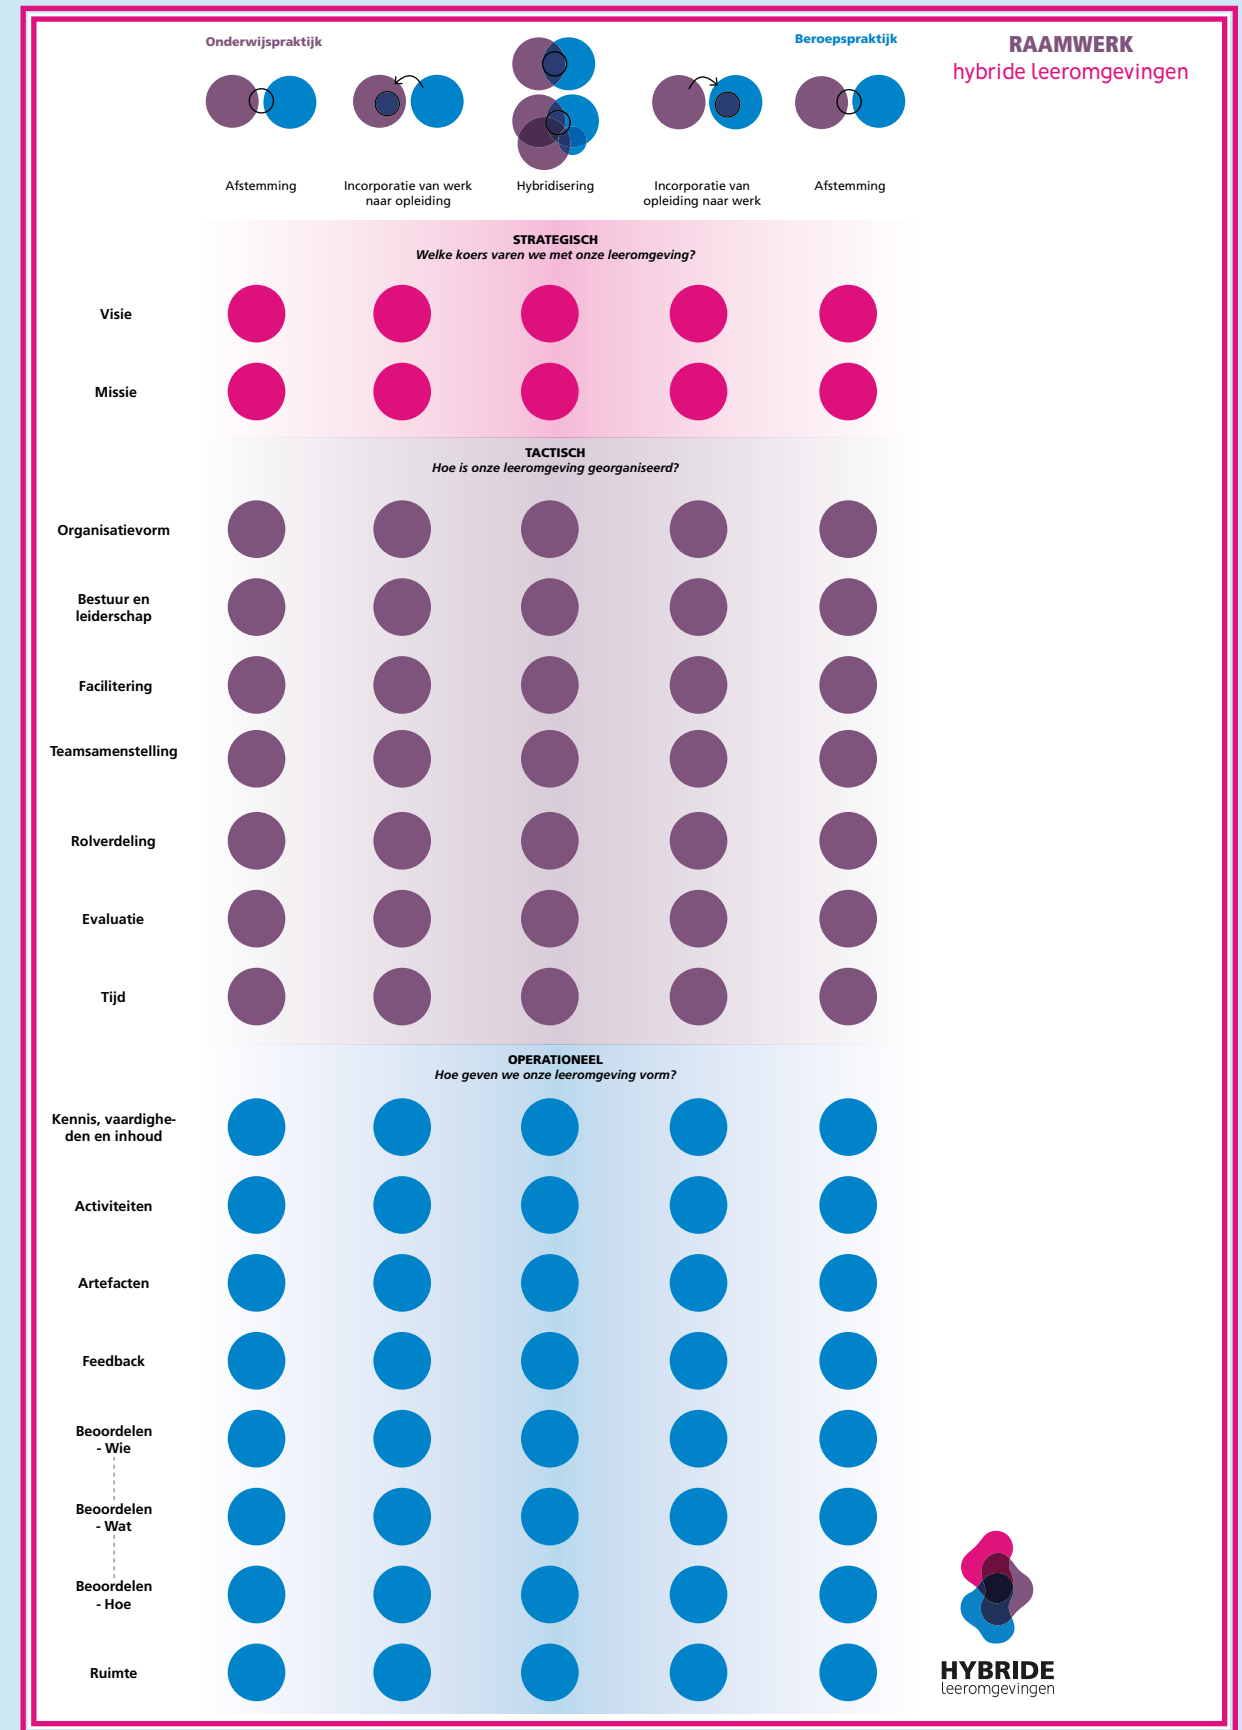 Onderwijspraktijk
Beroepspraktijk
RAAMWERK
hybride leeromgevingen
Afstemming
Incorporatie van werk
naar opleiding
Hybridisering
Incorporatie van
opleiding naar werk
Afstemming
STRATEGISCH
Welke koers varen we met onze leeromgeving?
Visie
Missie
TACTISCH
Hoe is onze leeromgeving georganiseerd?
Organisatievorm
Bestuur en
leiderschap
Facilitering
Teamsamenstelling
Rolverdeling
Evaluatie
Tijd
OPERATIONEEL
Hoe geven we onze leeromgeving vorm?
Kennis, vaardighe-
den en inhoud
Activiteiten
Artefacten
Feedback
Beoordelen
- Wie
Beoordelen
- Wat
Beoordelen
- Hoe
Ruimte
HYBRIDE
leeromgevingen